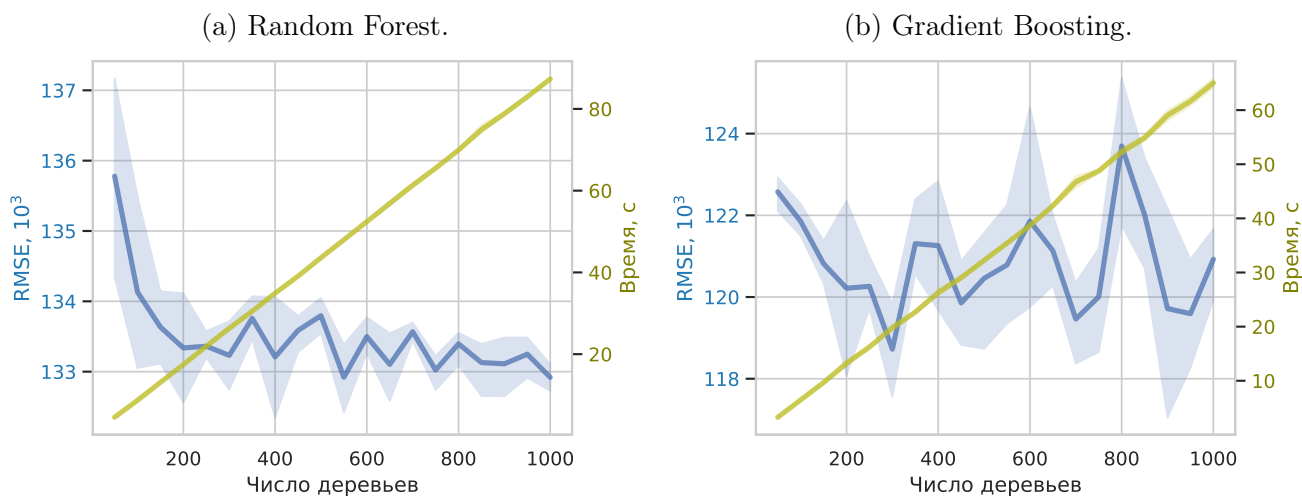 (a) Random Forest.
137
136
135
134
133
RMSE, 10³
80
60
40
20
Время, с
200 400 600 800 1000
Число деревьев
(b) Gradient Boosting.
124
122
120
118
RMSE, 10³
60
50
40
30
20
10
Время, с
200 400 600 800 1000
Число деревьев